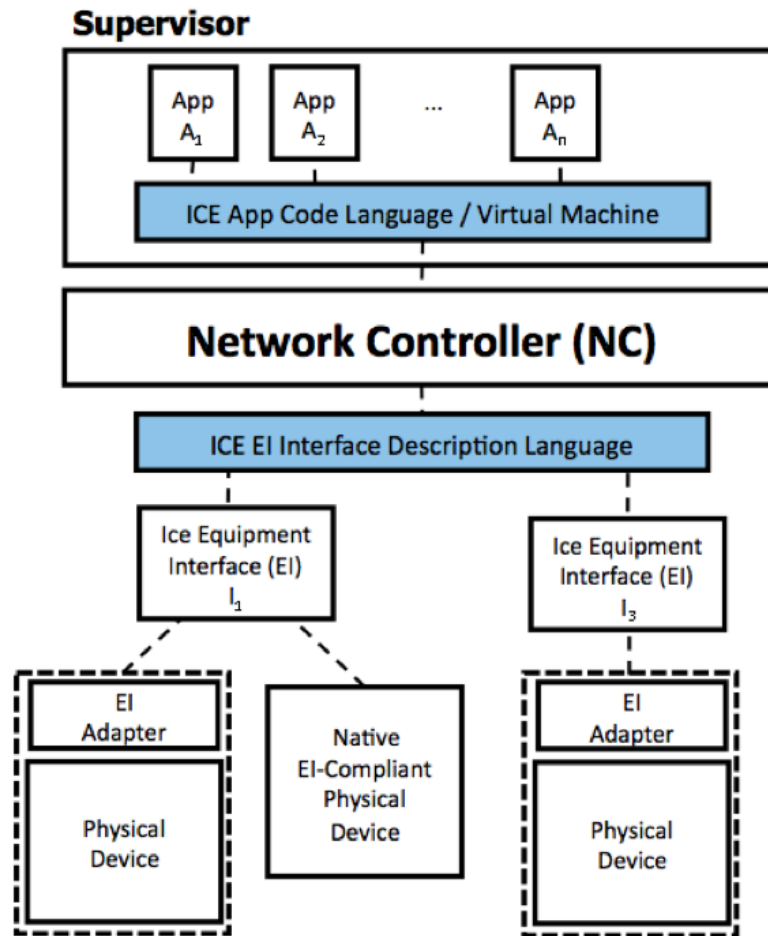 Supervisor
App
A1
App
A2
...
App
An
ICE App Code Language / Virtual Machine
Network Controller (NC)
ICE EI Interface Description Language
Ice Equipment
Interface (EI)
I1
Ice Equipment
Interface (EI)
I3
EI
Adapter
Physical
Device
Native
EI-Compliant
Physical
Device
EI
Adapter
Physical
Device